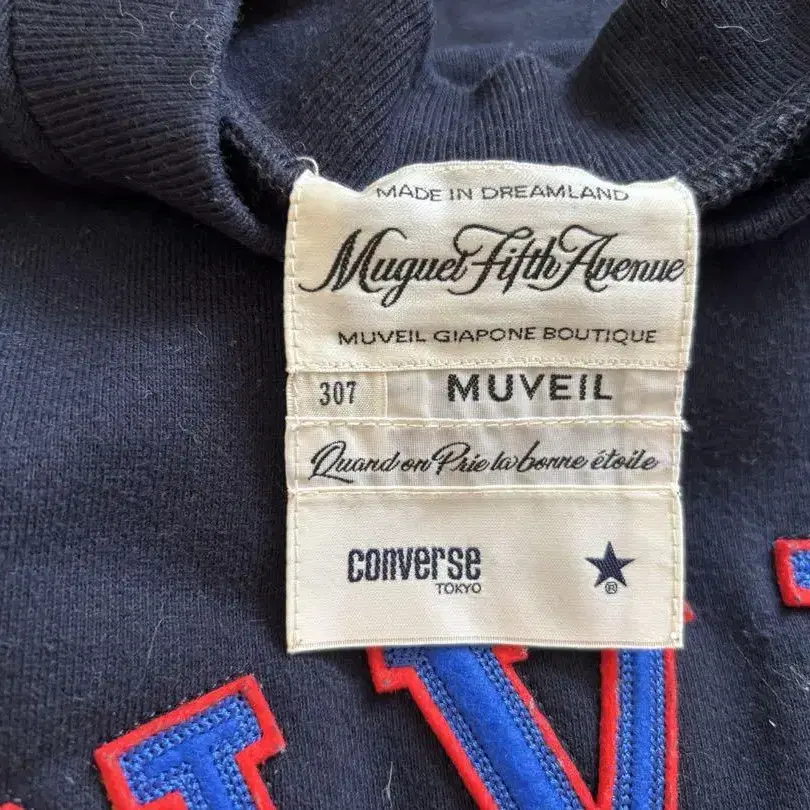 MADE IN DREAMLAND
Muguet Fifth Avenue
MUVEIL GIAPONE BOUTIQUE
307 MUVEIL
Quand on Prie la bonne étoile
converse
TOKYO
®
V